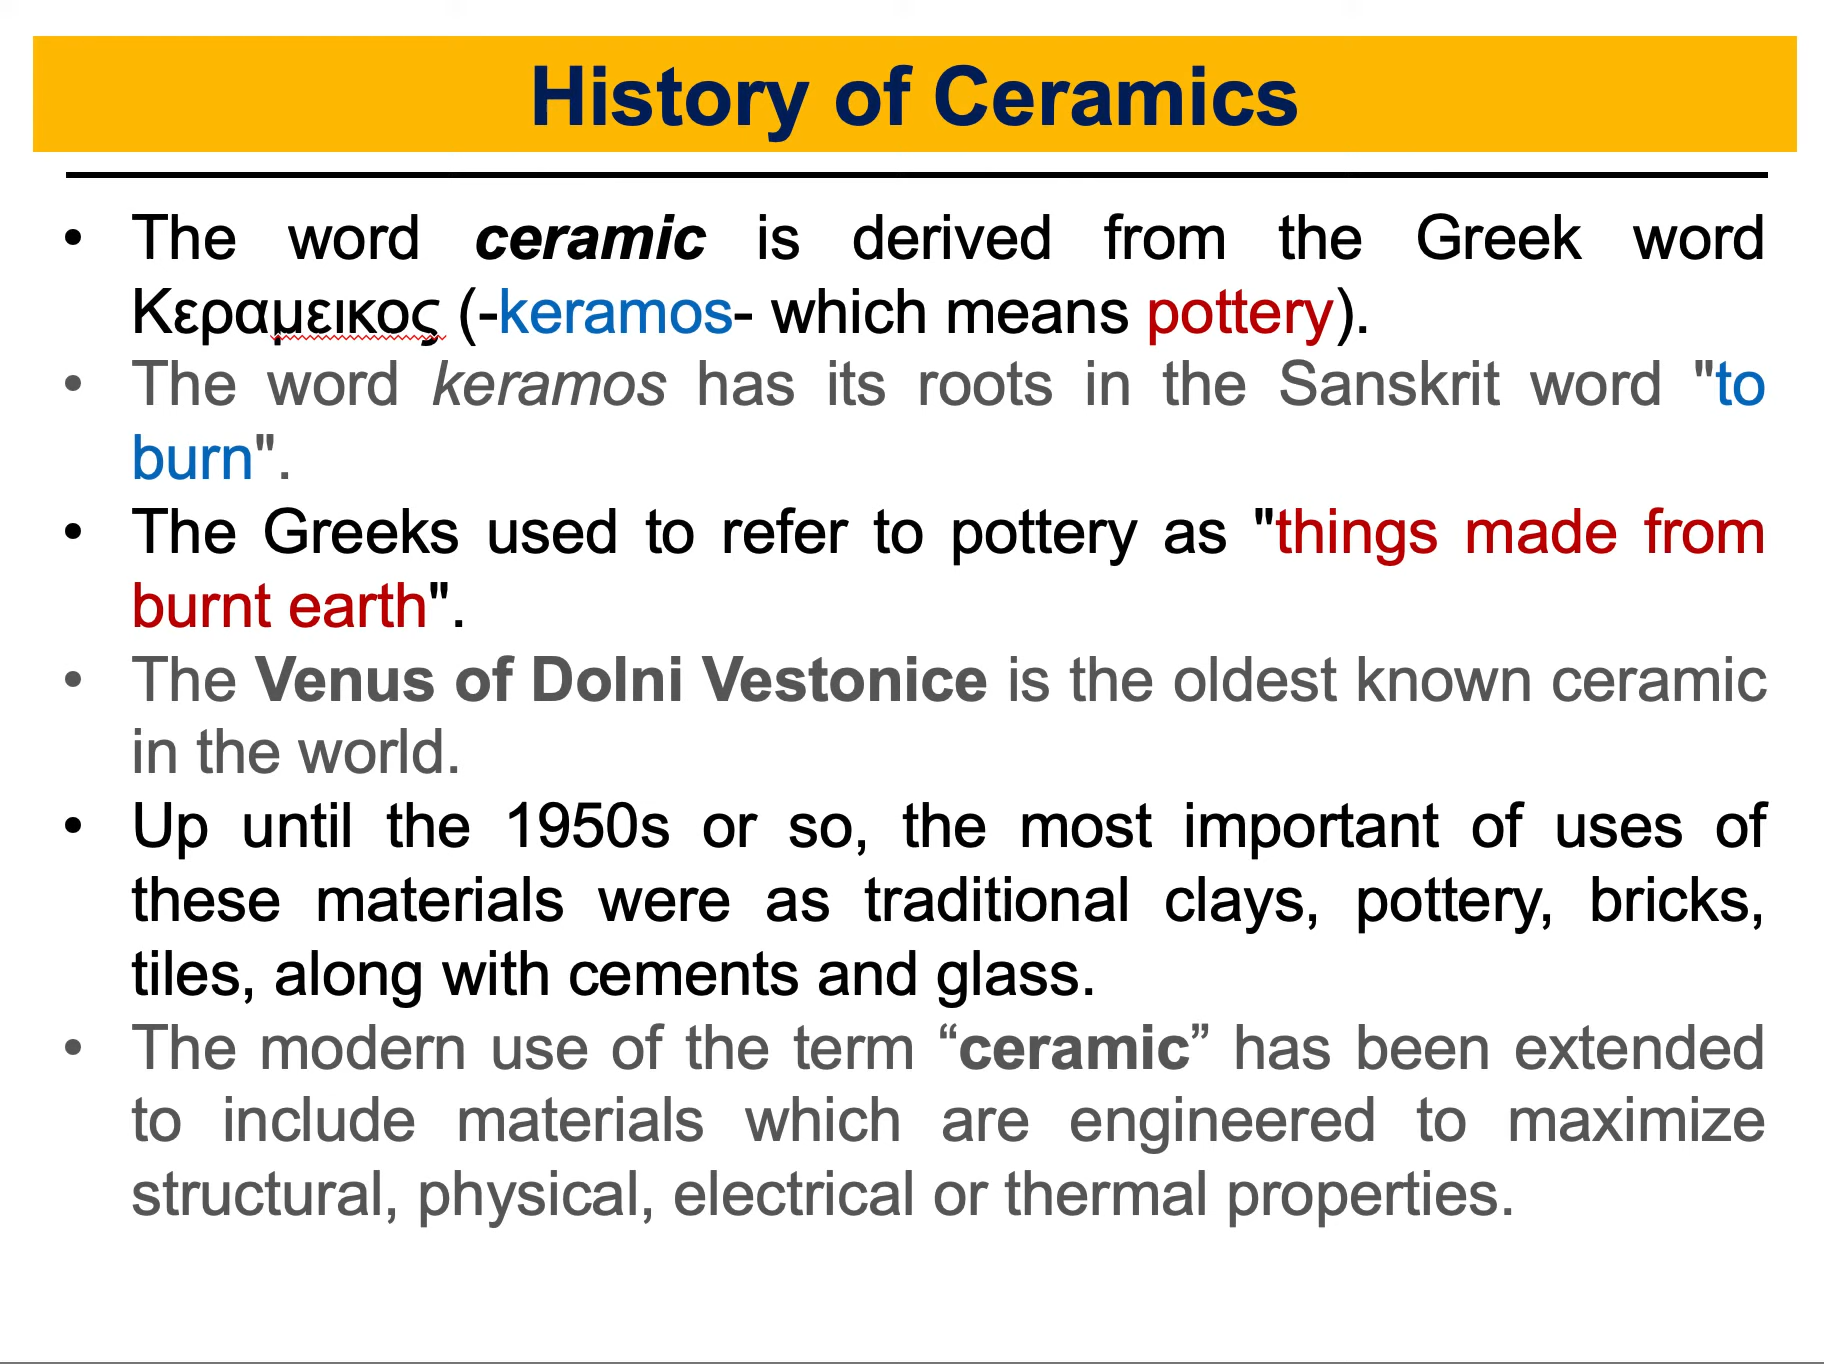 History of Ceramics
• The word ceramic is derived from the Greek word
Κεραμεικος (-keramos- which means pottery).
• The word keramos has its roots in the Sanskrit word "to
burn".
• The Greeks used to refer to pottery as "things made from
burnt earth".
• The Venus of Dolni Vestonice is the oldest known ceramic
in the world.
• Up until the 1950s or so, the most important of uses of
these materials were as traditional clays, pottery, bricks,
tiles, along with cements and glass.
• The modern use of the term “ceramic” has been extended
to include materials which are engineered to maximize
structural, physical, electrical or thermal properties.